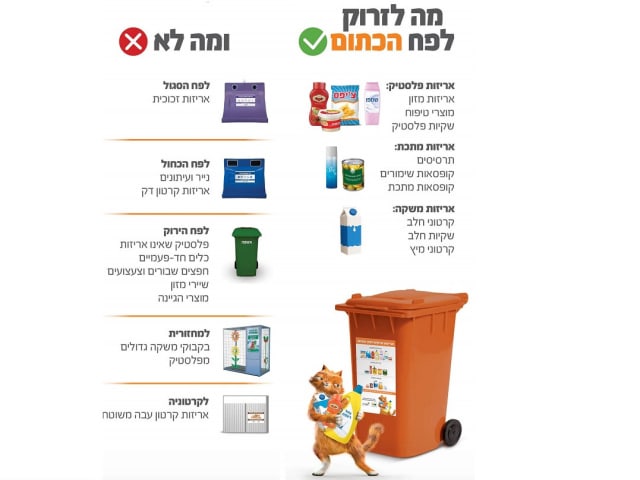 מה לזרוק
לפח הכתום
אריזות פלסטיק:
אריזות מזון
מוצרי טיפוח
שקיות פלסטיק
אריזות מתכת:
תרסיסים
קופסאות שימורים
קופסאות מתכת
אריזות משקה:
קרטוני חלב
שקיות חלב
קרטוני מיץ
ומה לא
לפח הסגול
אריזות זכוכית
לפח הכחול
נייר ועיתונים
אריזות קרטון דק
לפח הירוק
פלסטיק שאינו אריזות
כלים חד-פעמיים
חפצים שבורים וצעצועים
שיירי מזון
מוצרי הגיינה
למחזורית
בקבוקי משקה גדולים
מפלסטיק
לקרטוניה
אריזות קרטון עבה משוטח
צ'יפס